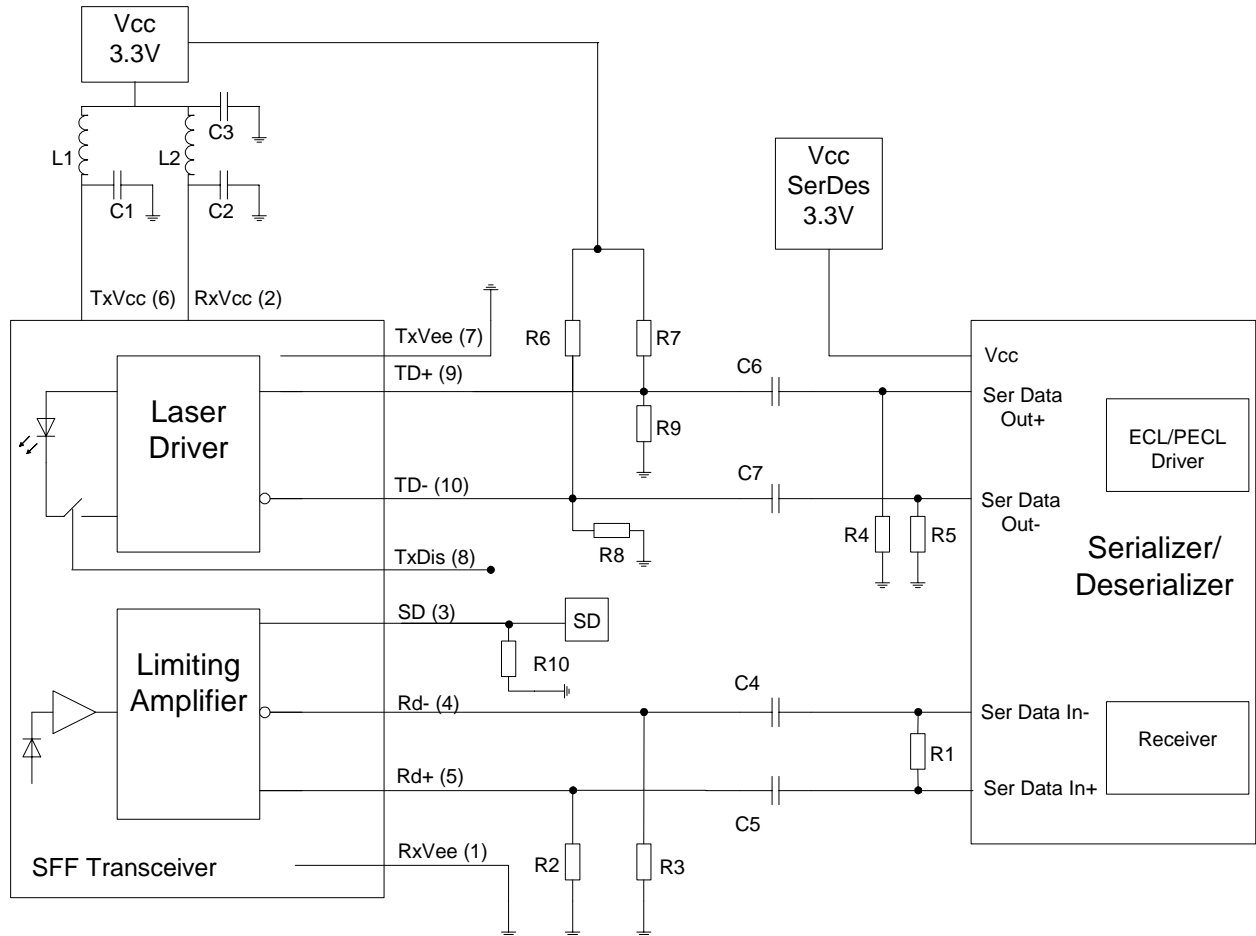 Vcc
3.3V
C3
L1
L2
C1
C2
Vcc
SerDes
3.3V
TxVcc (6)
RxVcc (2)
TxVee (7)
R6
R7
Vcc
TD+ (9)
C6
Ser Data
Out+
Laser
Driver
R9
ECL/PECL
Driver
TD- (10)
C7
Ser Data
Out-
R8
R4
R5
Serializer/
Deserializer
TxDis (8)
SD (3)
SD
R10
Limiting
Amplifier
Rd- (4)
C4
Ser Data In-
Receiver
R1
Rd+ (5)
Ser Data In+
C5
RxVee (1)
SFF Transceiver
R2
R3